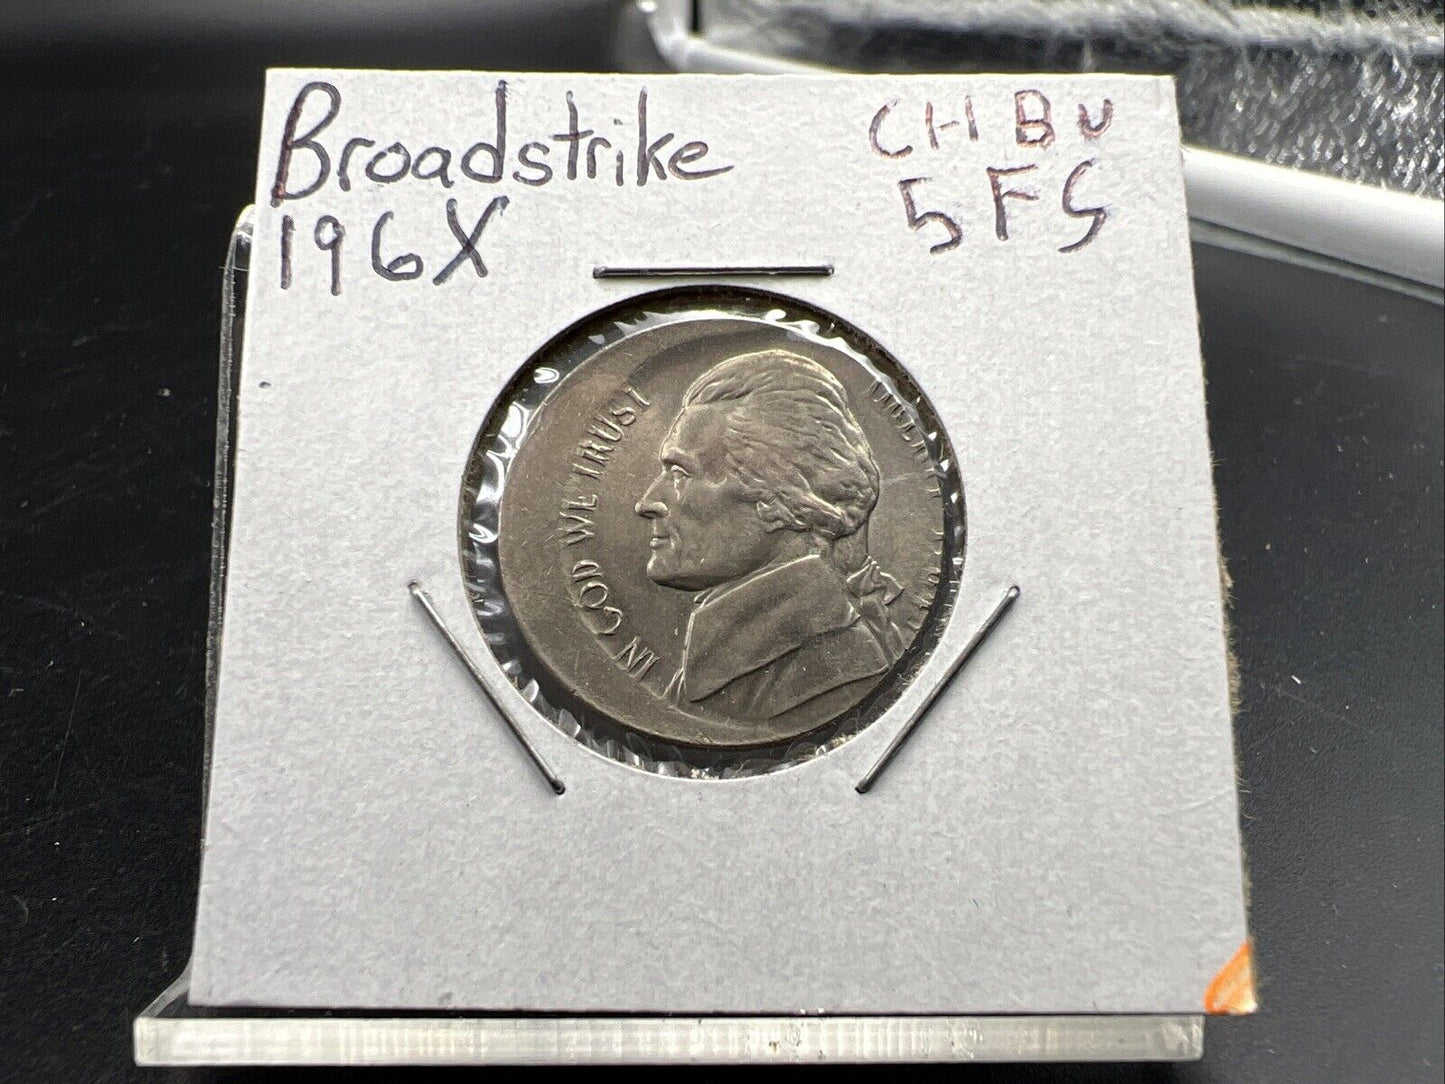 Broadstrike
196X
CH BU
5FS
IN GOD WE TRUST
LIBERTY